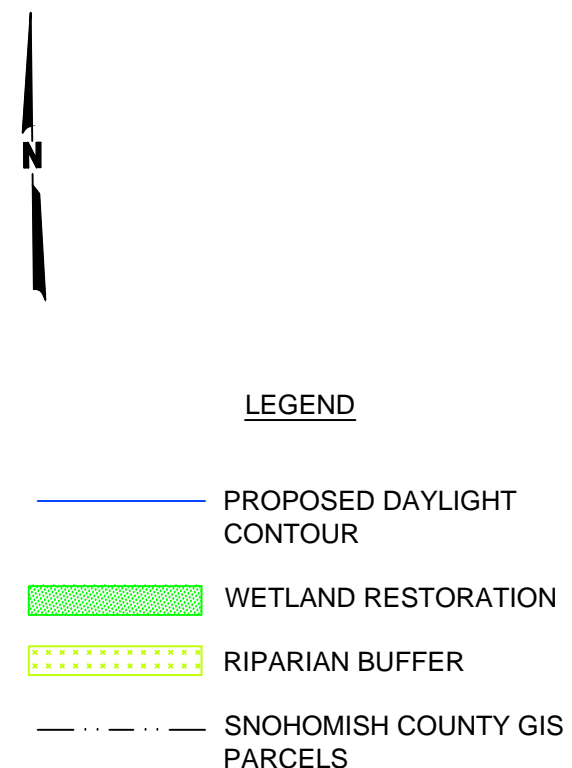 N
LEGEND
PROPOSED DAYLIGHT
CONTOUR
WETLAND RESTORATION
RIPARIAN BUFFER
SNOHOMISH COUNTY GIS
PARCELS